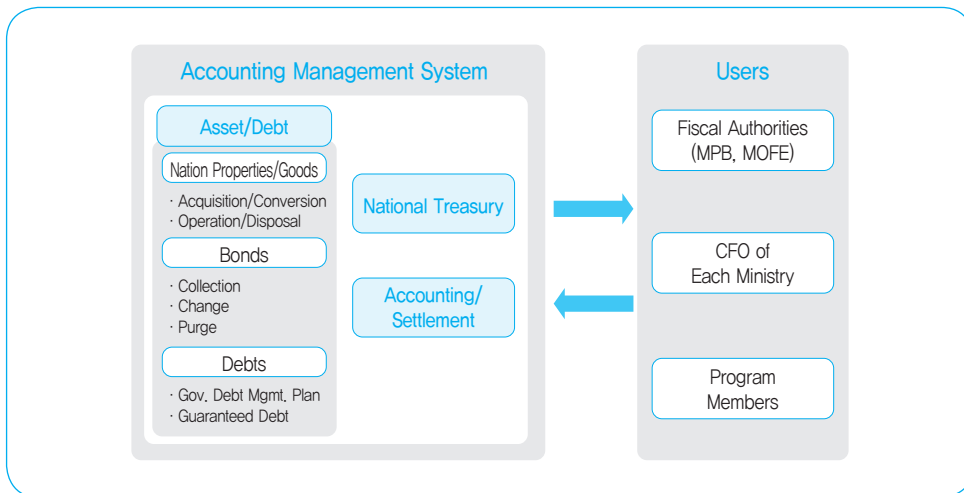 Accounting Management System
Asset/Debt
Nation Properties/Goods
· Acquisition/Conversion
· Operation/Disposal
Bonds
· Collection
· Change
· Purge
Debts
· Gov. Debt Mgmt. Plan
· Guaranteed Debt
National Treasury
Accounting/
Settlement
Users
Fiscal Authorities
(MPB, MOFE)
CFO of
Each Ministry
Program
Members